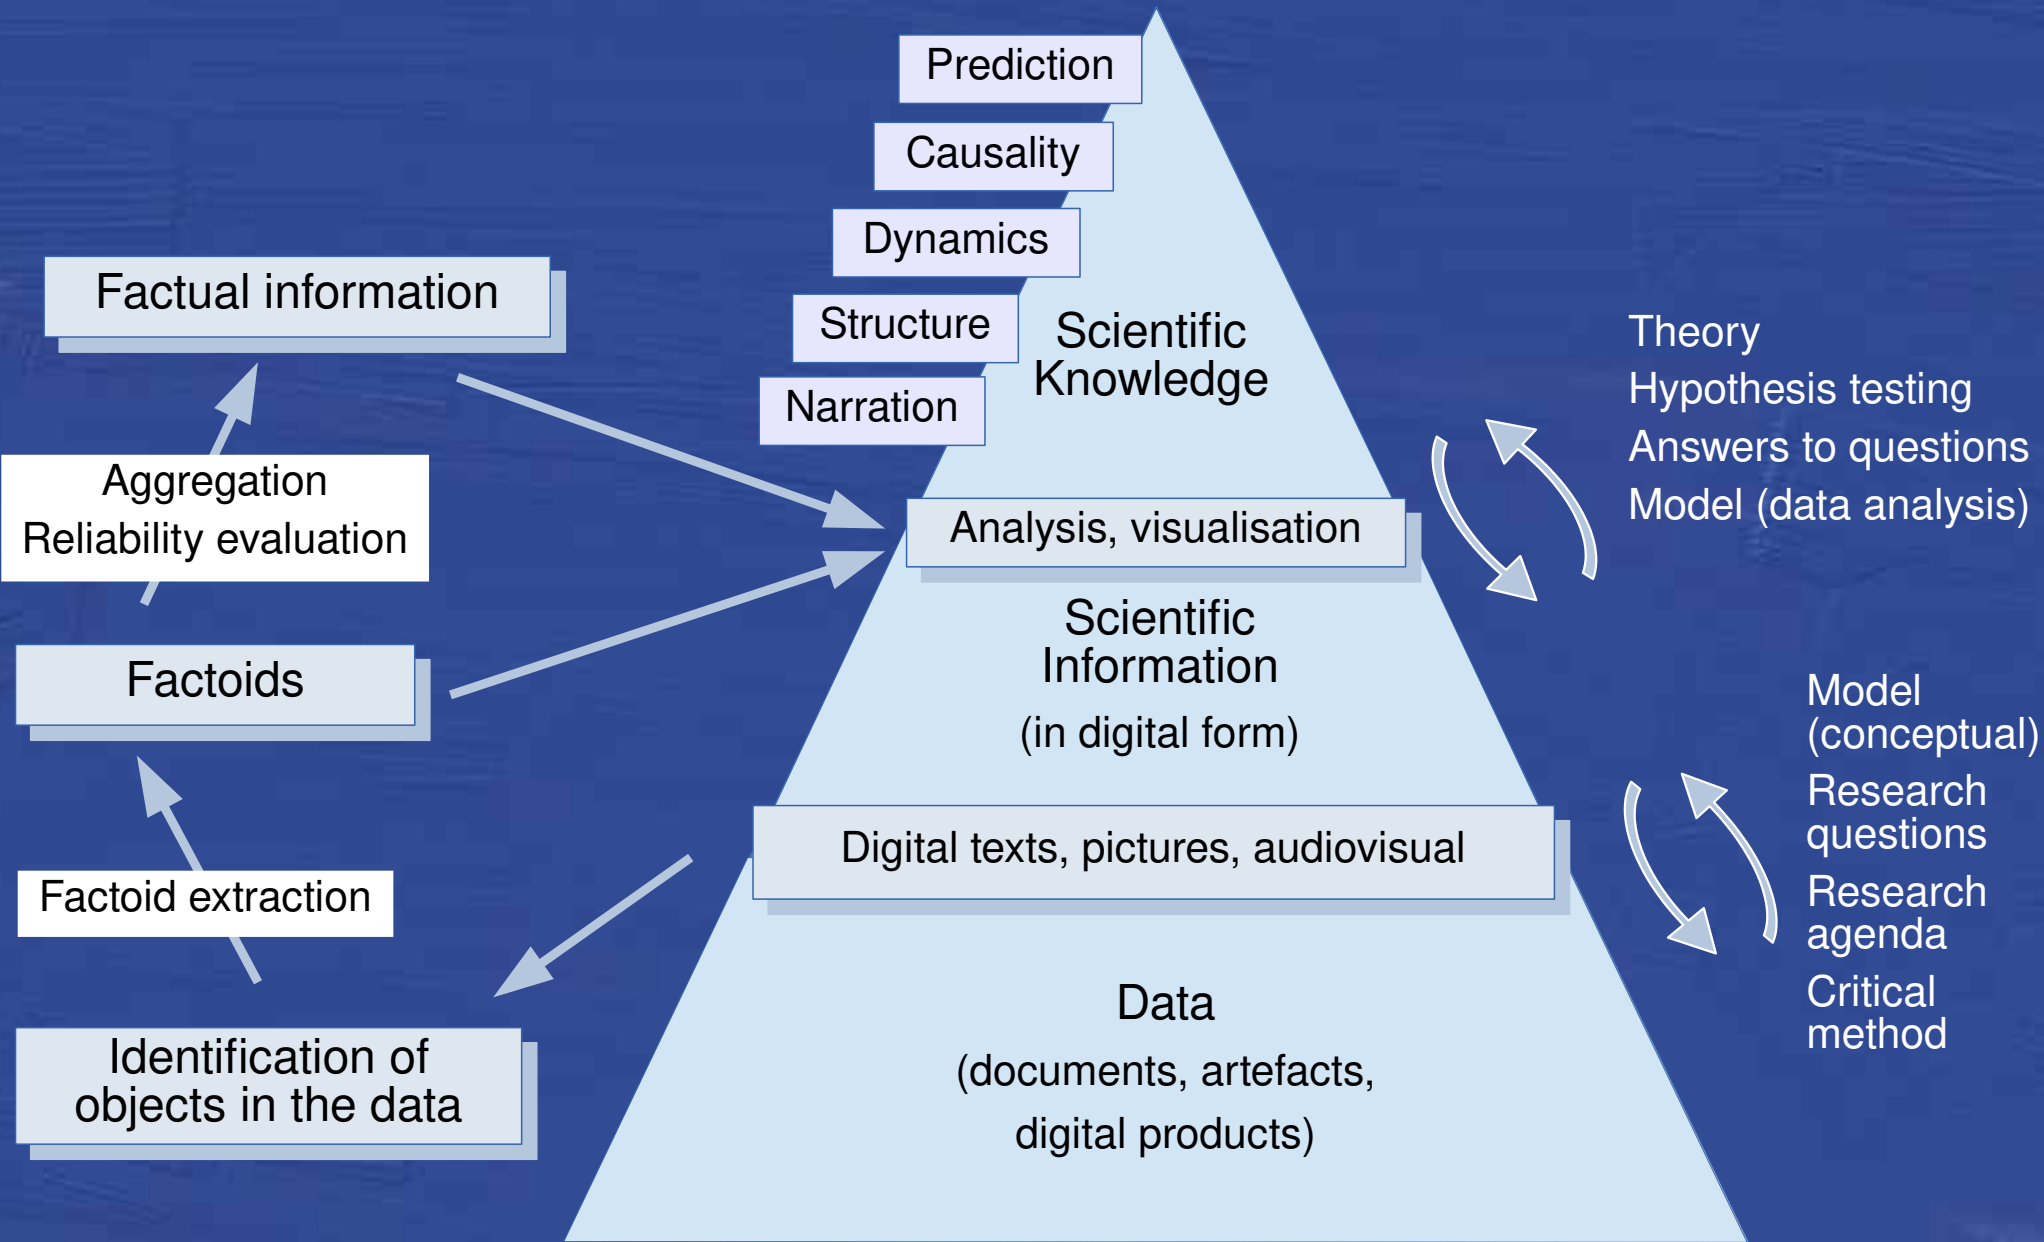 Prediction
Causality
Dynamics
Structure
Narration
Factual information
Aggregation
Reliability evaluation
Factoids
Factoid extraction
Identification of
objects in the data
Scientific
Knowledge
Analysis, visualisation
Scientific
Information
(in digital form)
Digital texts, pictures, audiovisual
Data
(documents, artefacts,
digital products)
Theory
Hypothesis testing
Answers to questions
Model (data analysis)
Model
(conceptual)
Research
questions
Research
agenda
Critical
method